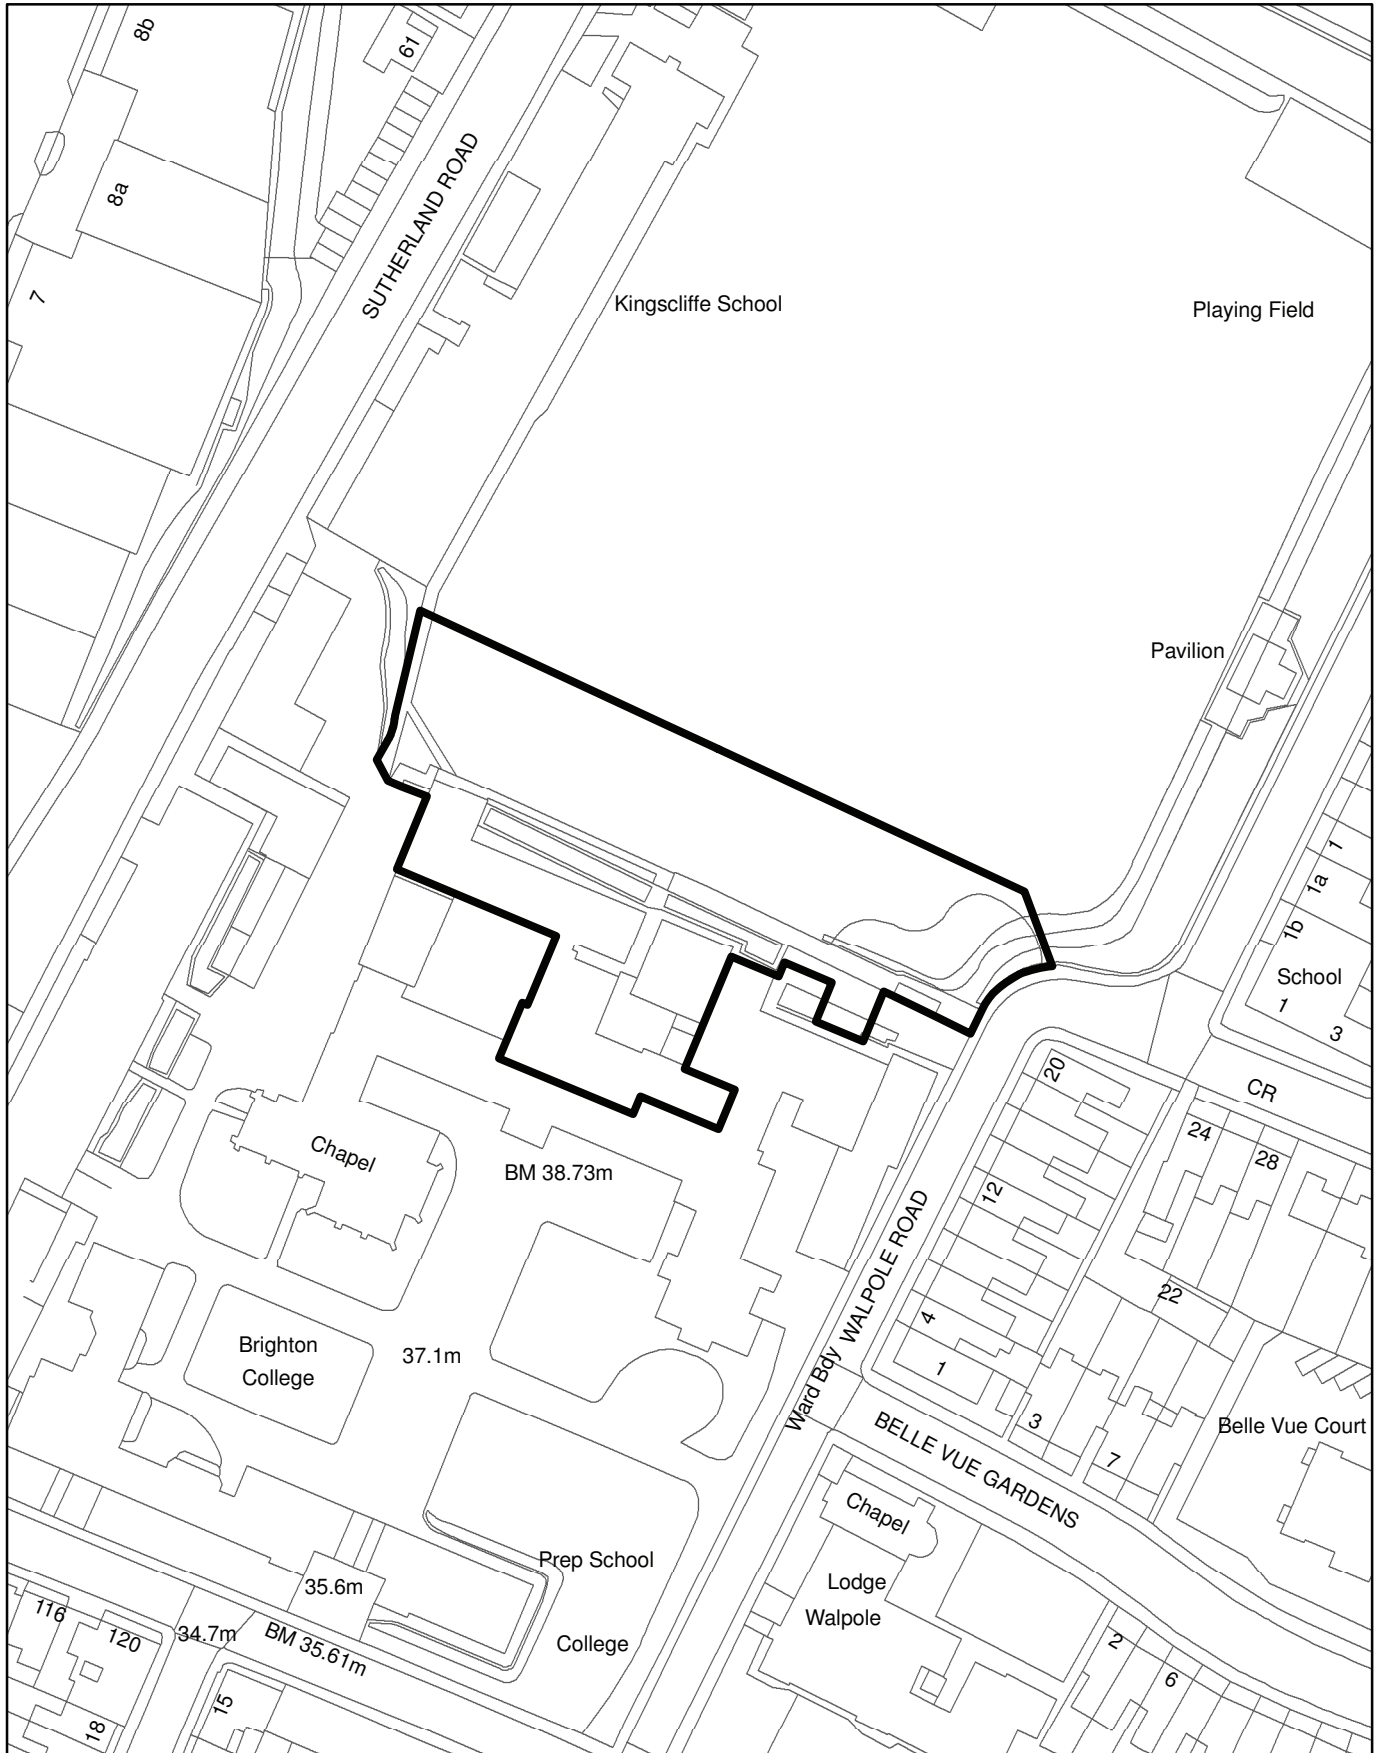 8b
61
8a
SUTHERLAND ROAD
7
Kingscliffe School
Playing Field
Pavilion
1
1a
1b
School
1
3
20
CR
24
28
Chapel
BM 38.73m
12
WALPOLE ROAD
22
4
Brighton
College
37.1m
1
Ward Bdy
3
BELLE VUE GARDENS
7
Belle Vue Court
Chapel
Prep School
35.6m
Lodge
Walpole
116
120
34.7m
BM 35.61m
College
2
6
15
18